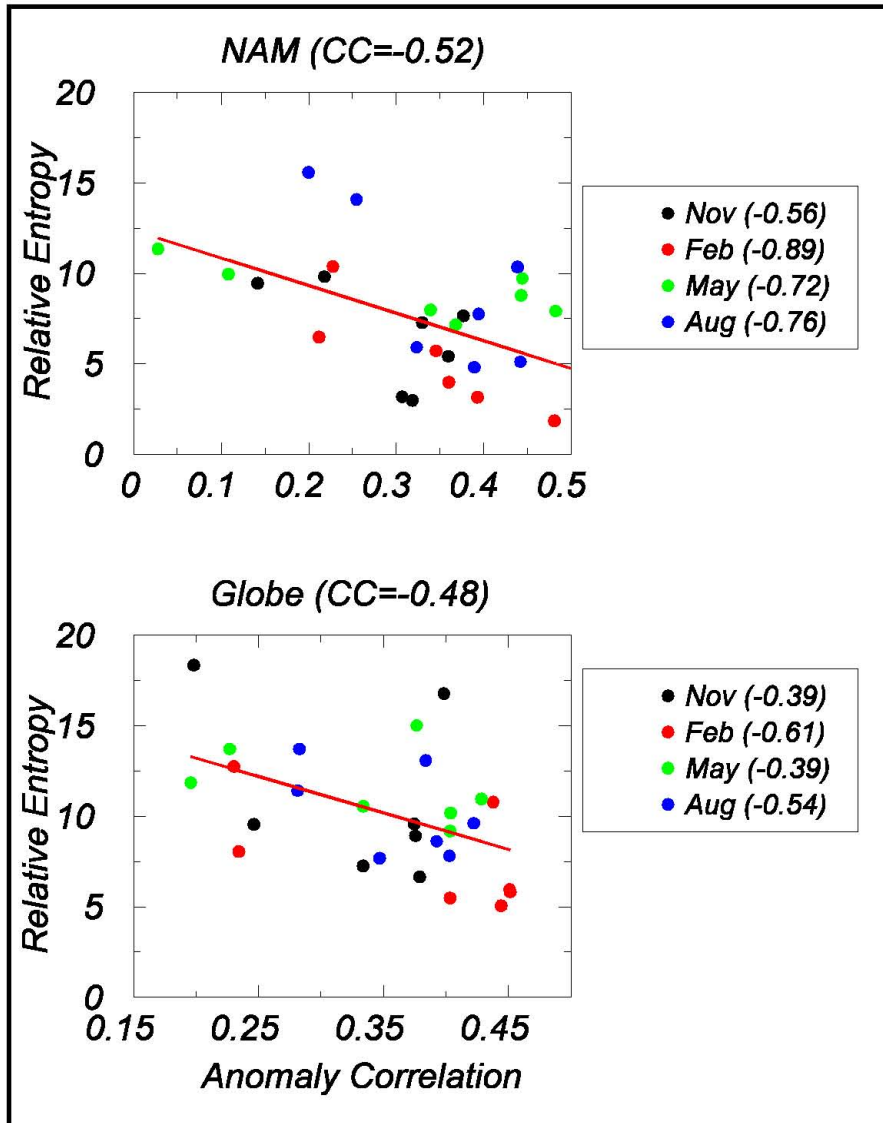 NAM (CC=-0.52)
20
15
10
5
0
Relative Entropy
0 0.1 0.2 0.3 0.4 0.5
Nov (-0.56)
Feb (-0.89)
May (-0.72)
Aug (-0.76)
Globe (CC=-0.48)
20
15
10
5
0
Relative Entropy
0.15 0.25 0.35 0.45
Anomaly Correlation
Nov (-0.39)
Feb (-0.61)
May (-0.39)
Aug (-0.54)